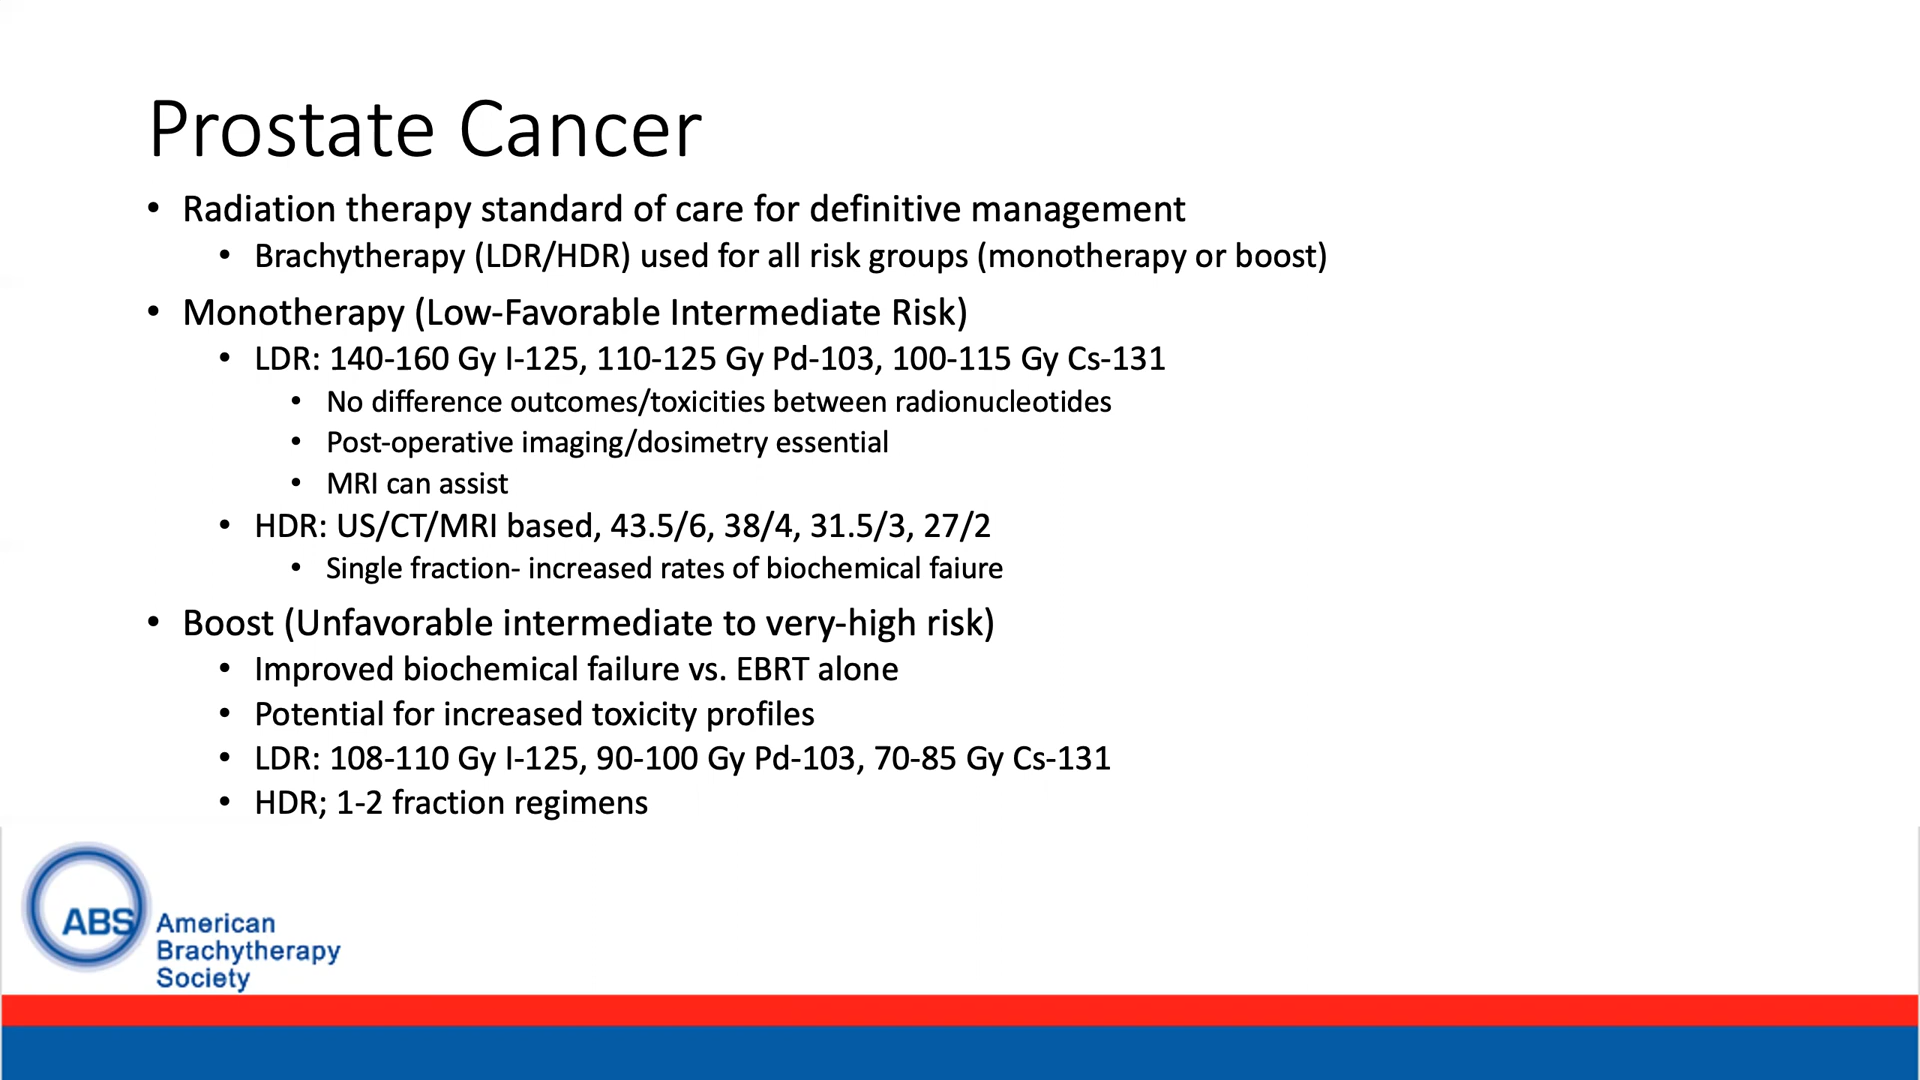 Prostate Cancer
• Radiation therapy standard of care for definitive management
• Brachytherapy (LDR/HDR) used for all risk groups (monotherapy or boost)
• Monotherapy (Low-Favorable Intermediate Risk)
• LDR: 140-160 Gy I-125, 110-125 Gy Pd-103, 100-115 Gy Cs-131
• No difference outcomes/toxicities between radionucleotides
• Post-operative imaging/dosimetry essential
• MRI can assist
• HDR: US/CT/MRI based, 43.5/6, 38/4, 31.5/3, 27/2
• Single fraction- increased rates of biochemical faiure
• Boost (Unfavorable intermediate to very-high risk)
• Improved biochemical failure vs. EBRT alone
• Potential for increased toxicity profiles
• LDR: 108-110 Gy I-125, 90-100 Gy Pd-103, 70-85 Gy Cs-131
• HDR; 1-2 fraction regimens
ABS American
Brachytherapy
Society